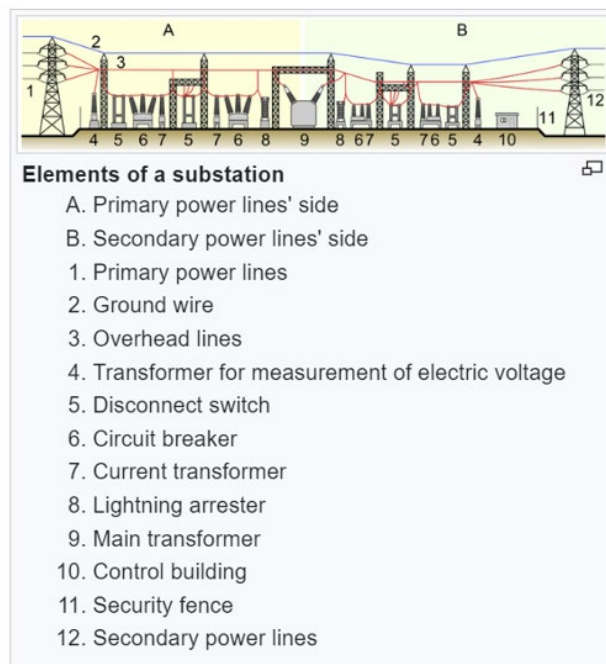 A B
2
3
1 12
11
4 5 6 7 5 7 6 8 9 8 6 7 5 7 6 5 4 10
Elements of a substation
A. Primary power lines' side
B. Secondary power lines' side
1. Primary power lines
2. Ground wire
3. Overhead lines
4. Transformer for measurement of electric voltage
5. Disconnect switch
6. Circuit breaker
7. Current transformer
8. Lightning arrester
9. Main transformer
10. Control building
11. Security fence
12. Secondary power lines